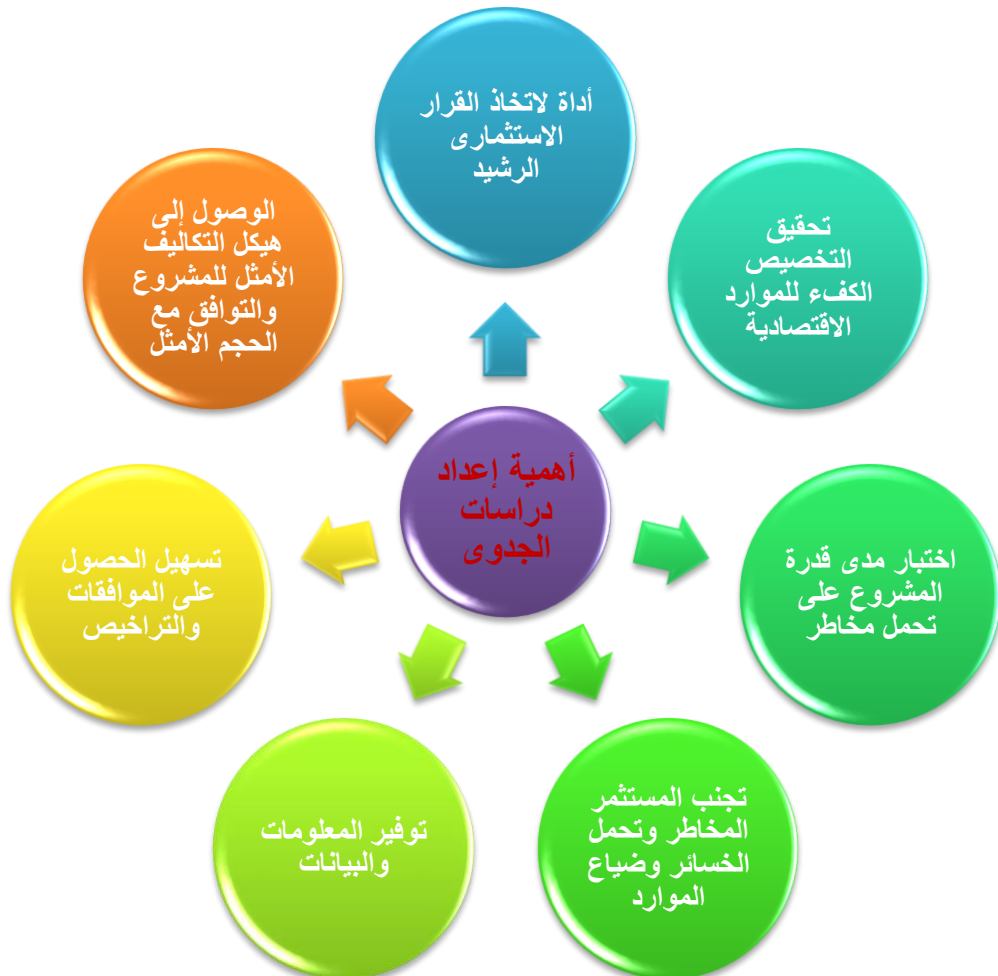 أهمية إعداد
دراسات
الجدوى
أداة لاتخاذ القرار
الاستثمارى
الرشيد
تحقيق
التخصيص
الكفء للموارد
الاقتصادية
اختبار مدى قدرة
المشروع على
تحمل مخاطر
تجنب المستثمر
المخاطر وتحمل
الخسائر وضياع
الموارد
توفير المعلومات
والبيانات
تسهيل الحصول
على الموافقات
والتراخيص
الوصول إلى
هيكل التكاليف
الأمثل للمشروع
والتوافق مع
الحجم الأمثل